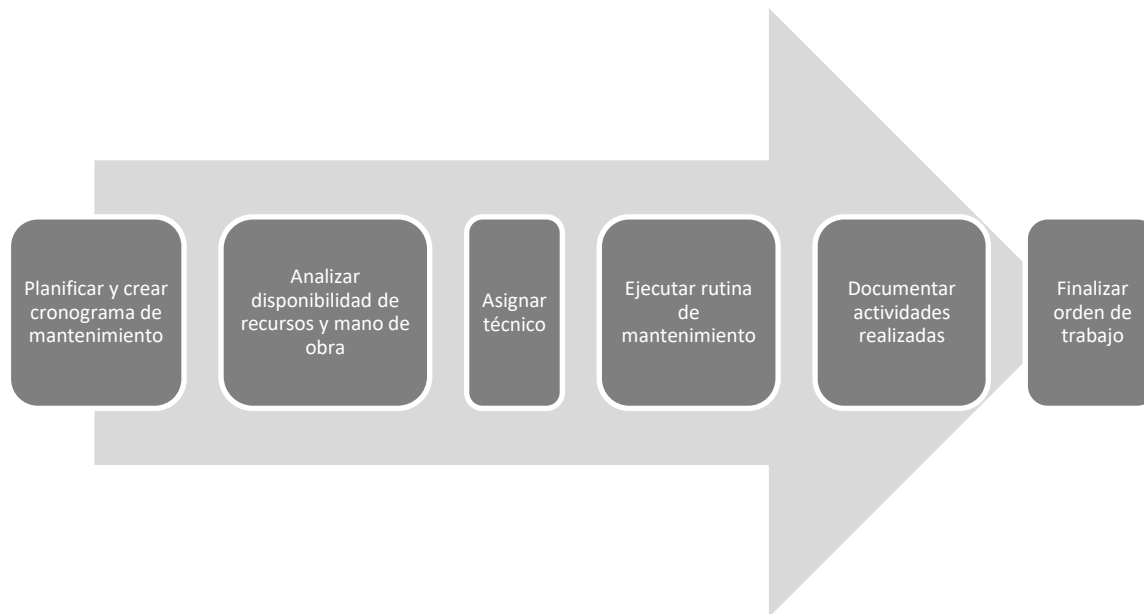 Planificar y crear
cronograma de
mantenimiento
Analizar
disponibilidad de
recursos y mano de
obra
Asignar
técnico
Ejecutar rutina
de
mantenimiento
Documentar
actividades
realizadas
Finalizar
orden de
trabajo